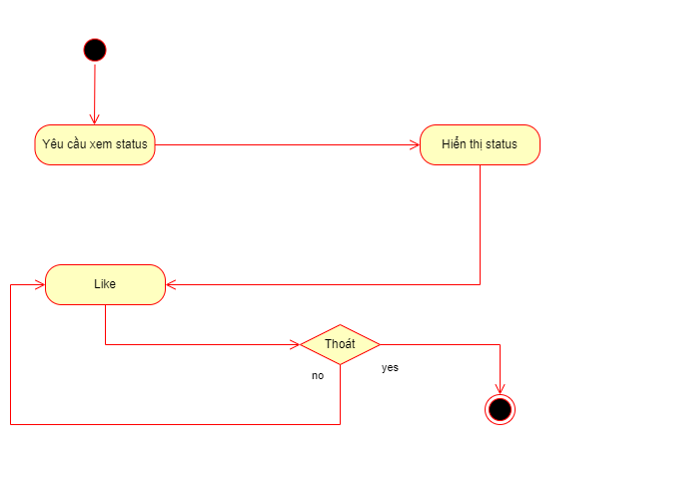 Yêu cầu xem status
Hiển thị status
Like
Thoát
no
yes